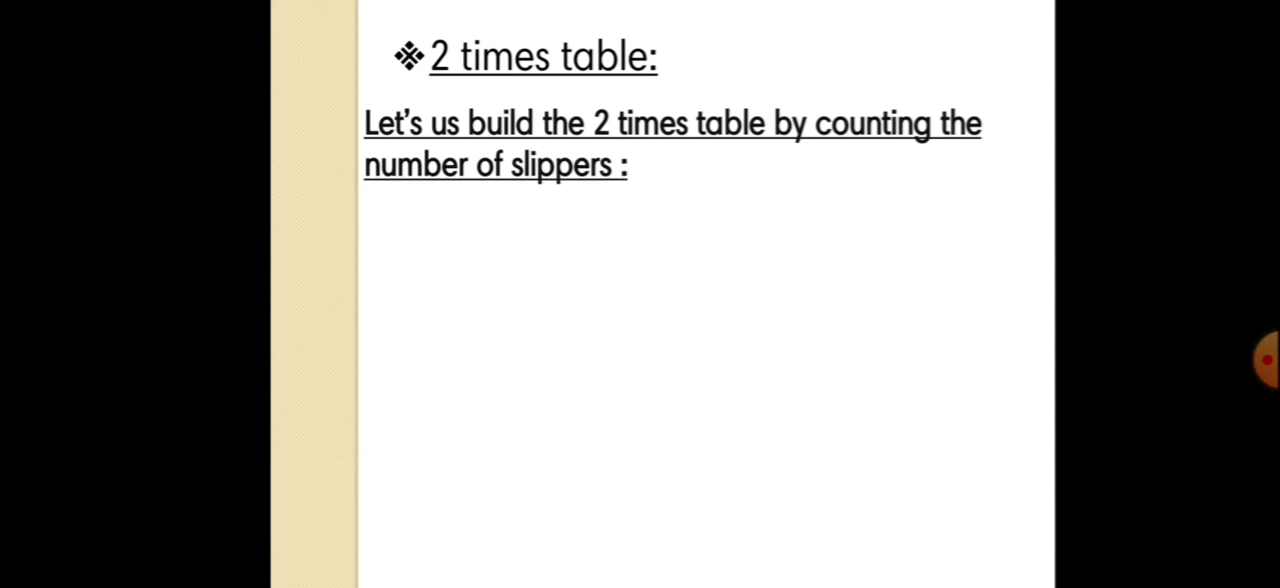 ❖2 times table:
Let’s us build the 2 times table by counting the
number of slippers :